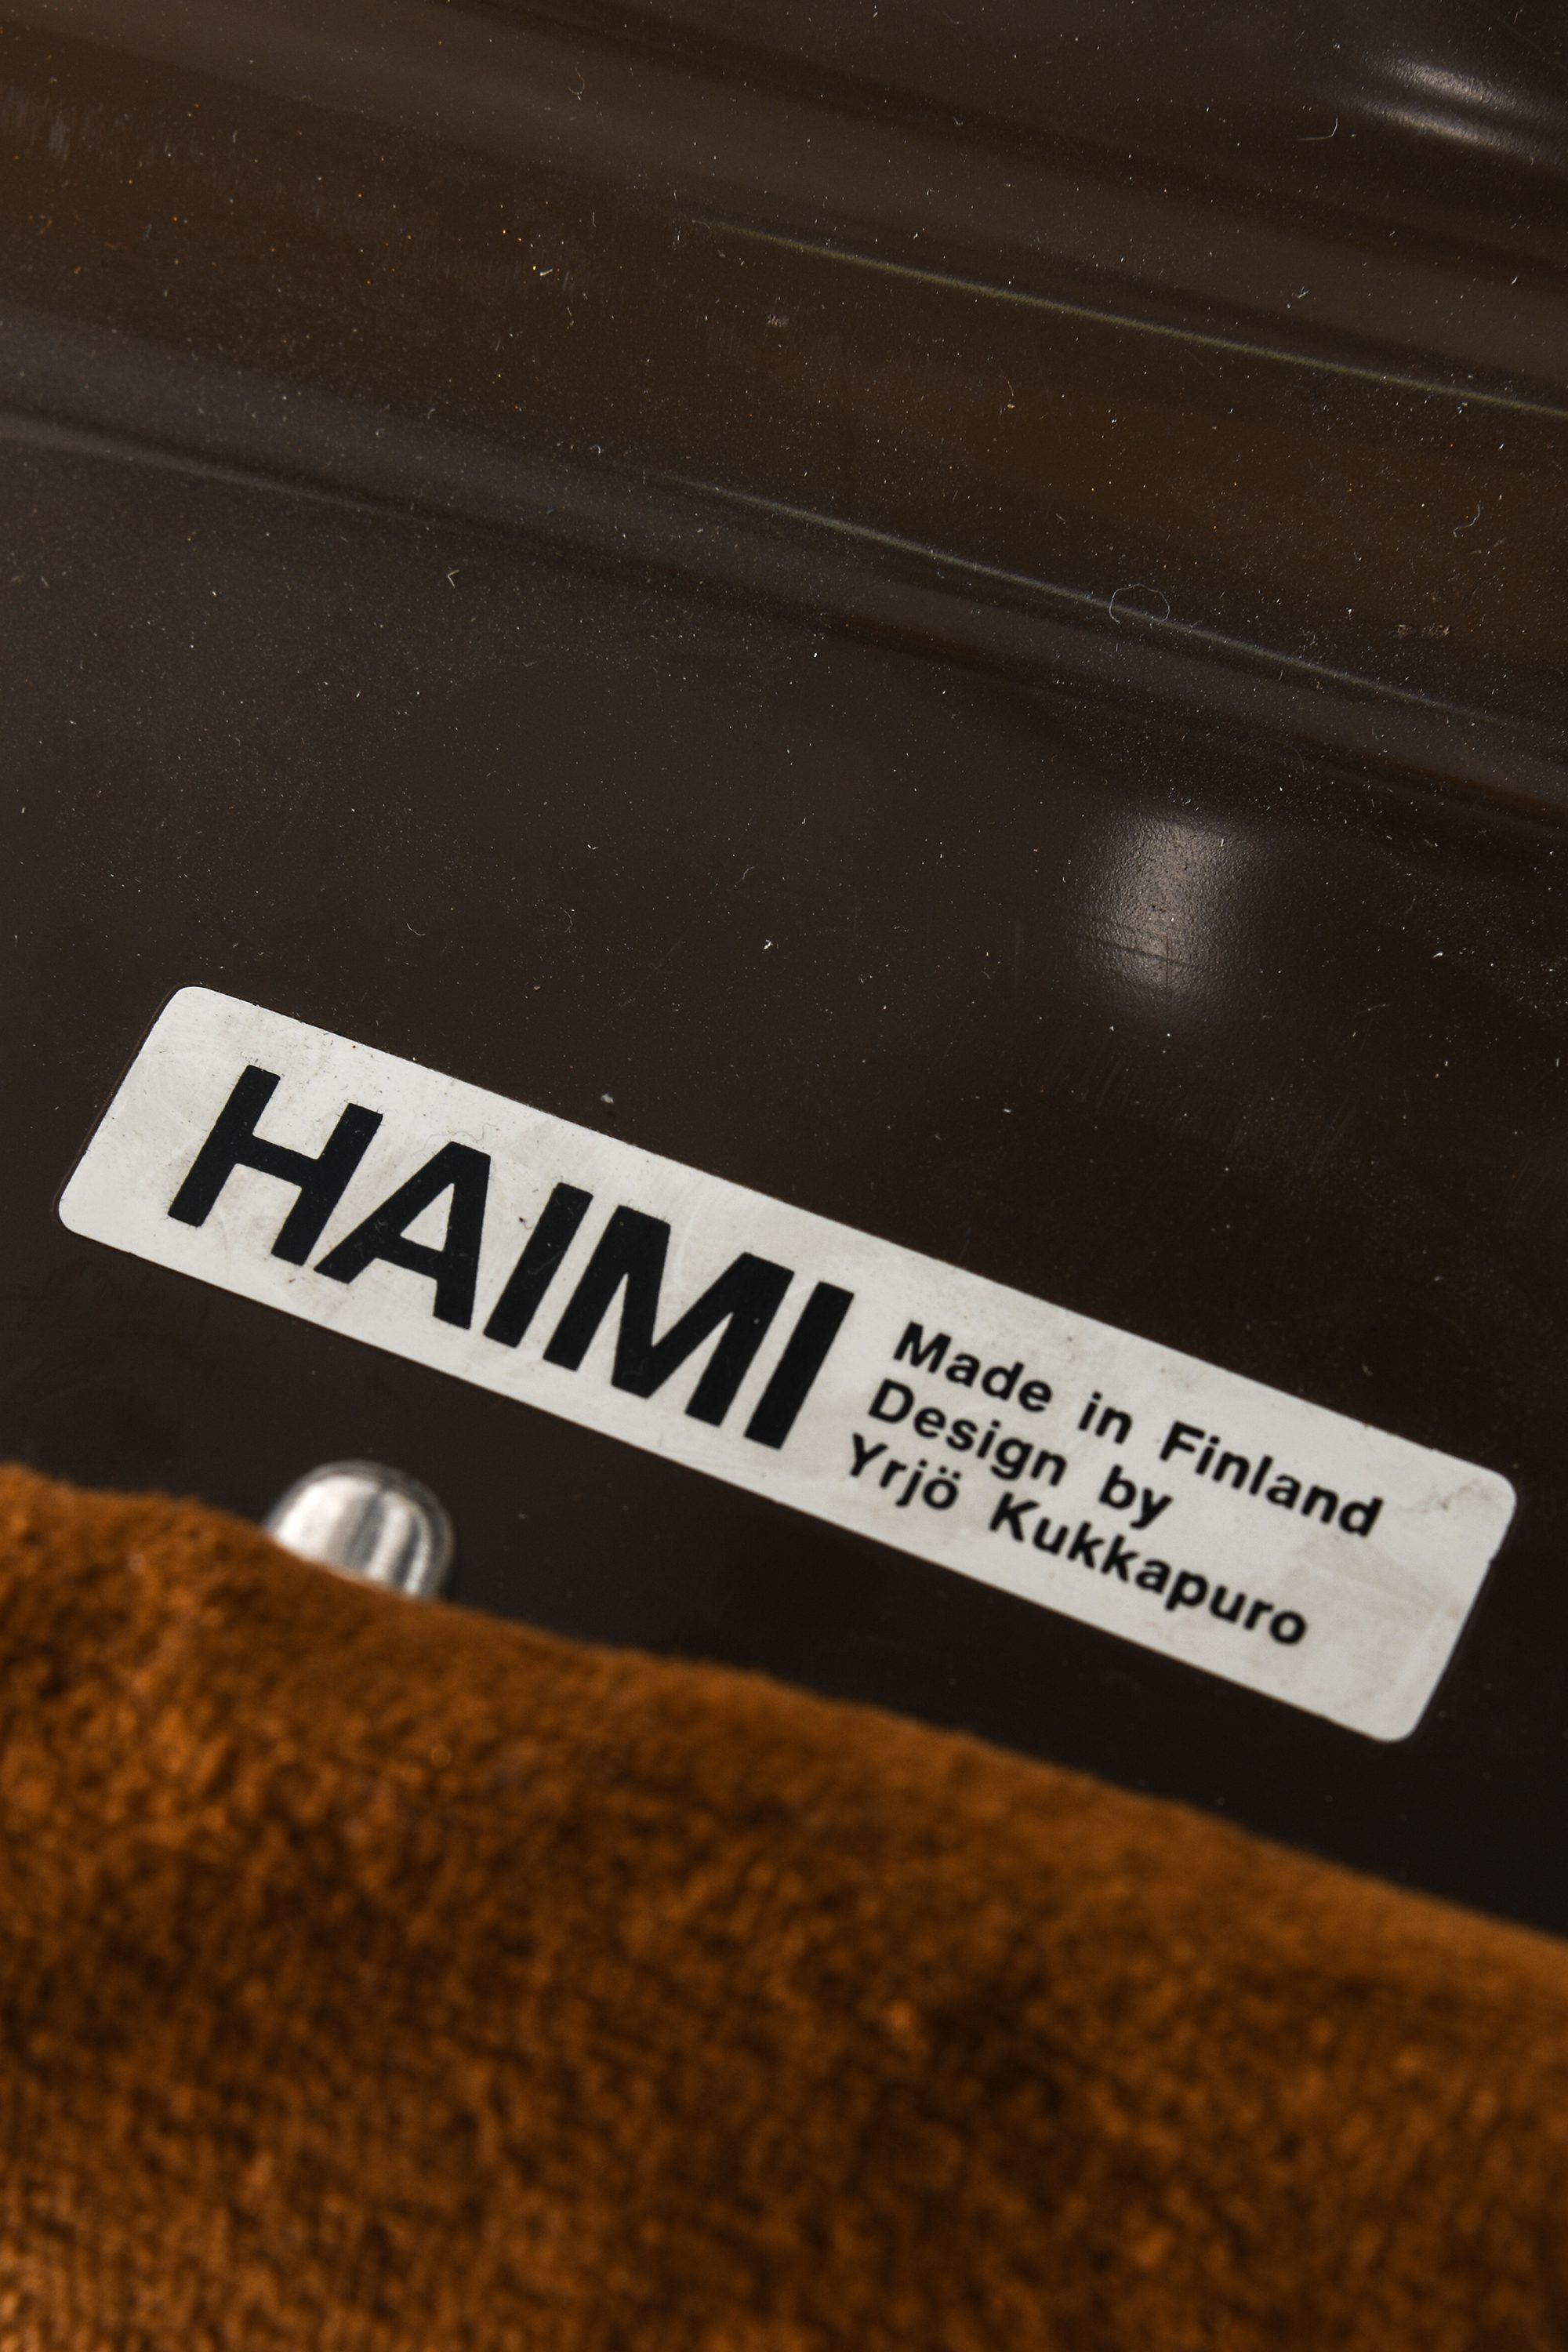 HAIMI
Made in Finland
Design by
Yrjö Kukkapuro